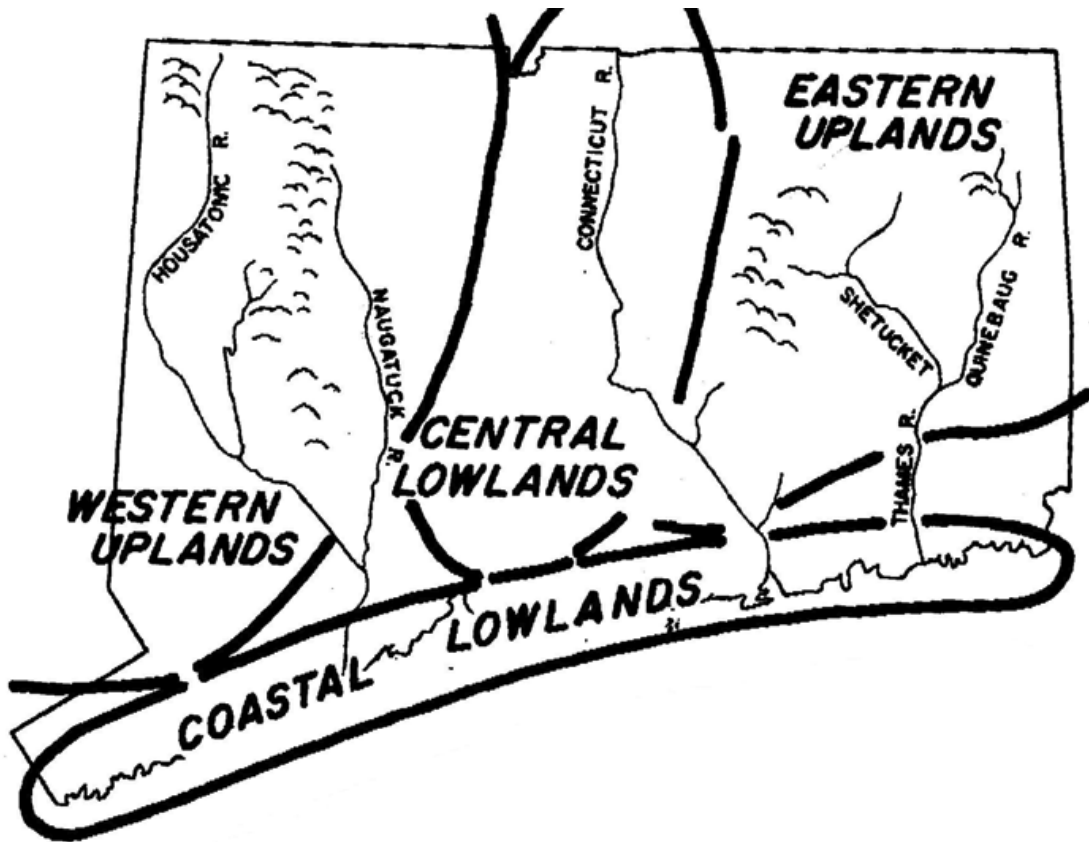 EASTERN
UPLANDS
HOUSATONIC R.
CONNECTICUT R.
NAUGATUCK R.
SHETUCKET
QUINEBAUG R.
THAMES R.
CENTRAL
LOWLANDS
WESTERN
UPLANDS
COASTAL LOWLANDS